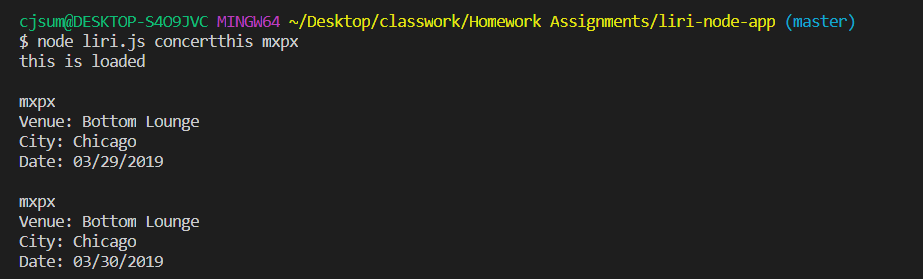 cjsum@DESKTOP-S4O9JVC MINGW64 ~/Desktop/classwork/Homework Assignments/liri-node-app (master)
$ node liri.js concertthis mxpx
this is loaded
mxpx
Venue: Bottom Lounge
City: Chicago
Date: 03/29/2019
mxpx
Venue: Bottom Lounge
City: Chicago
Date: 03/30/2019